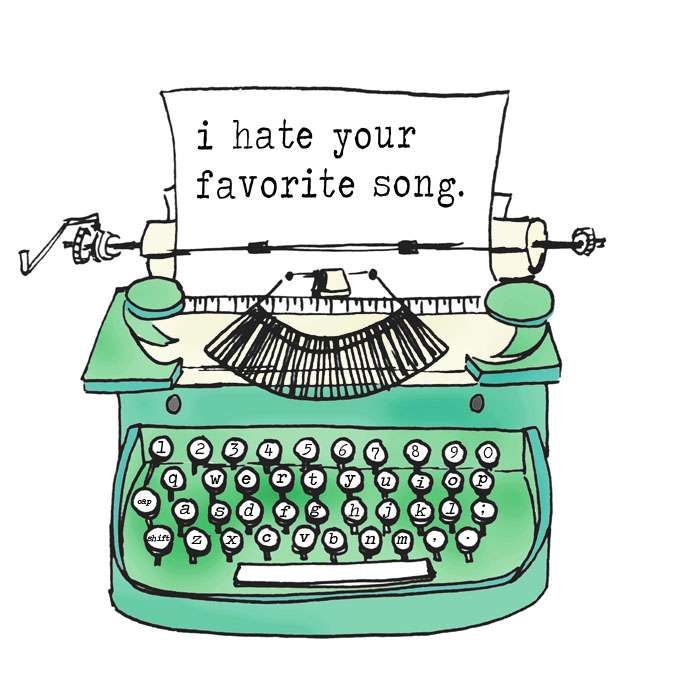 i hate your
favorite song.
1 2 3 4 5 6 7 8 9 0
q w e r t y u i o p
cap a s d f g h j k l ;
shift z x c v b n m , .